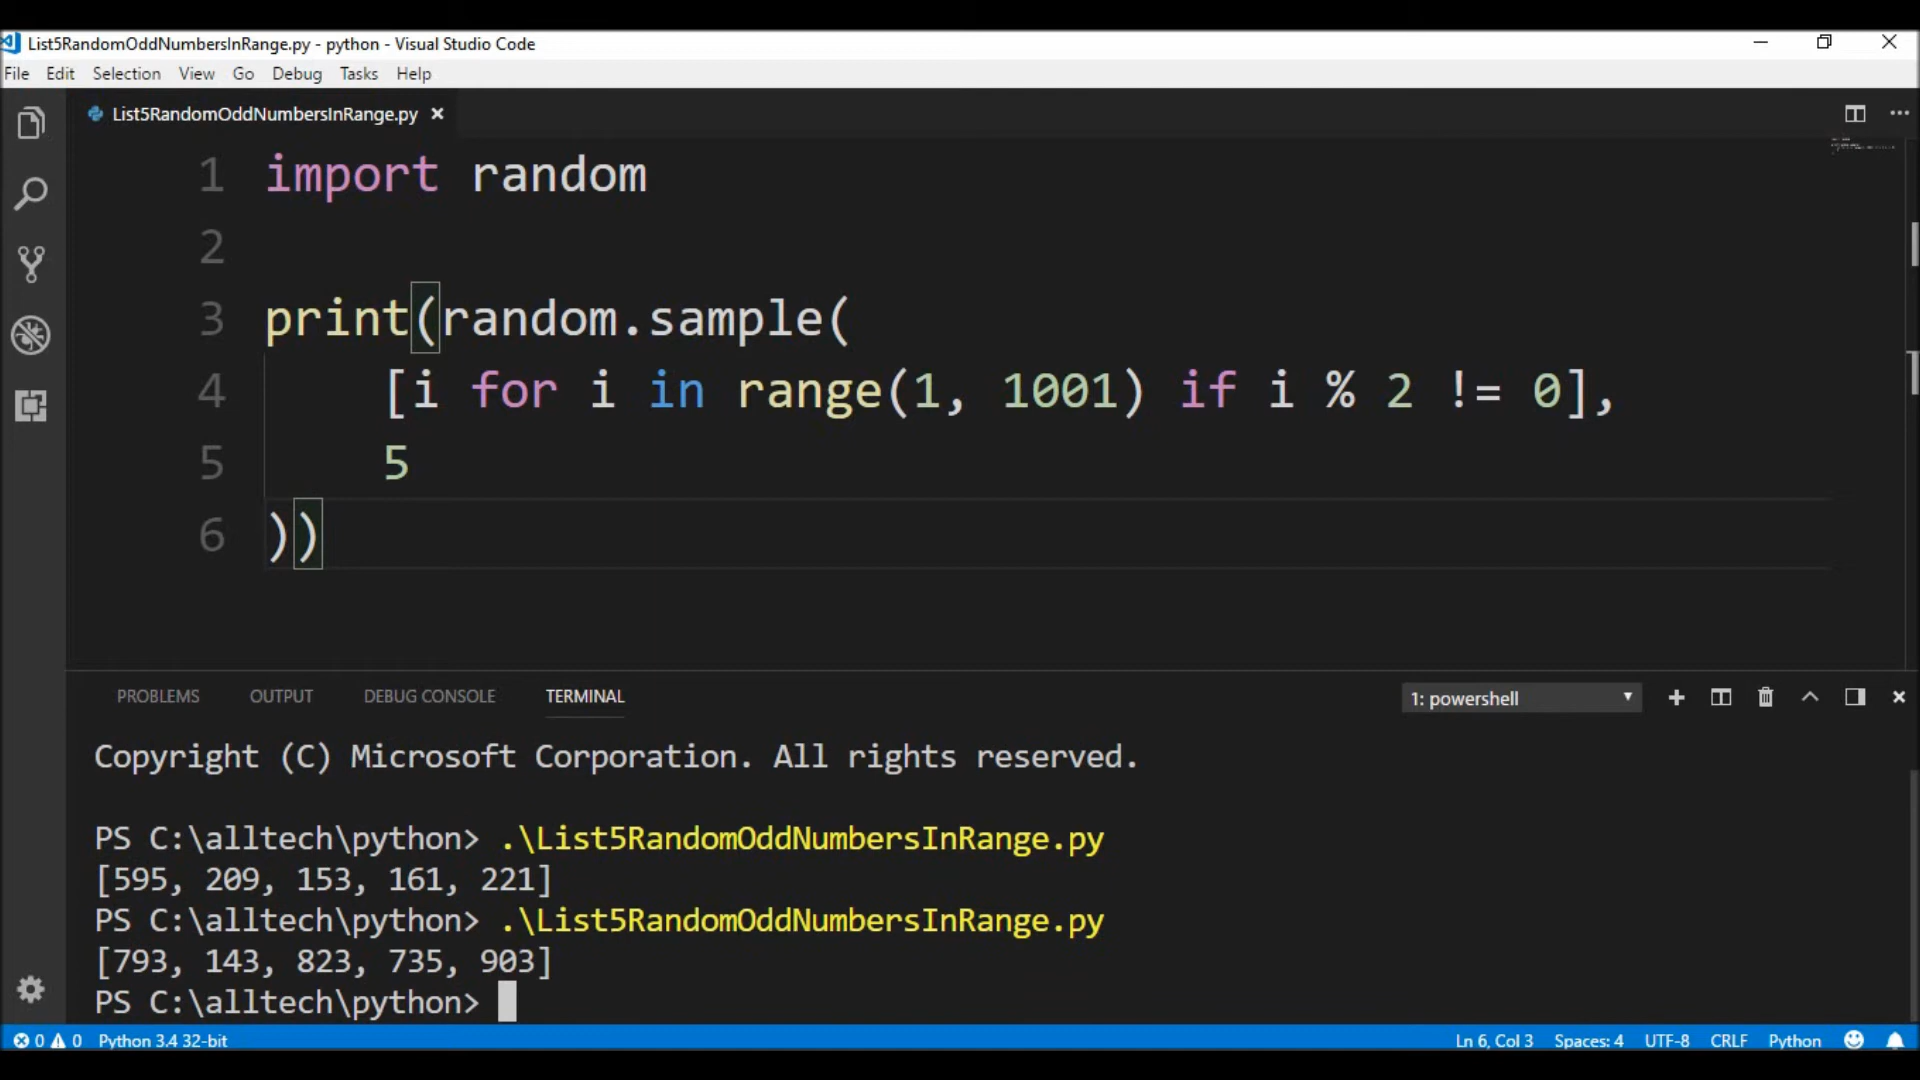 List5RandomOddNumbersInRange.py - python - Visual Studio Code
File Edit Selection View Go Debug Tasks Help
List5RandomOddNumbersInRange.py
1 import random
2
3 print(random.sample(
4     [i for i in range(1, 1001) if i % 2 != 0],
5     5
6 ))
PROBLEMS OUTPUT DEBUG CONSOLE TERMINAL 1: powershell
Copyright (C) Microsoft Corporation. All rights reserved.
PS C:\alltech\python> .\List5RandomOddNumbersInRange.py
[595, 209, 153, 161, 221]
PS C:\alltech\python> .\List5RandomOddNumbersInRange.py
[793, 143, 823, 735, 903]
PS C:\alltech\python>
0 0 Python 3.4 32-bit Ln 6, Col 3 Spaces: 4 UTF-8 CRLF Python